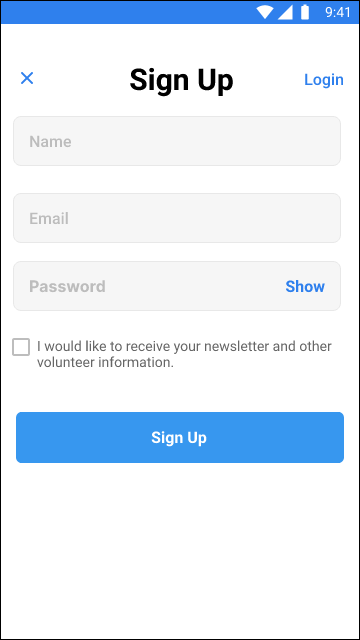 9:41
Sign Up
Login
Name
Email
Password
Show
I would like to receive your newsletter and other
volunteer information.
Sign Up